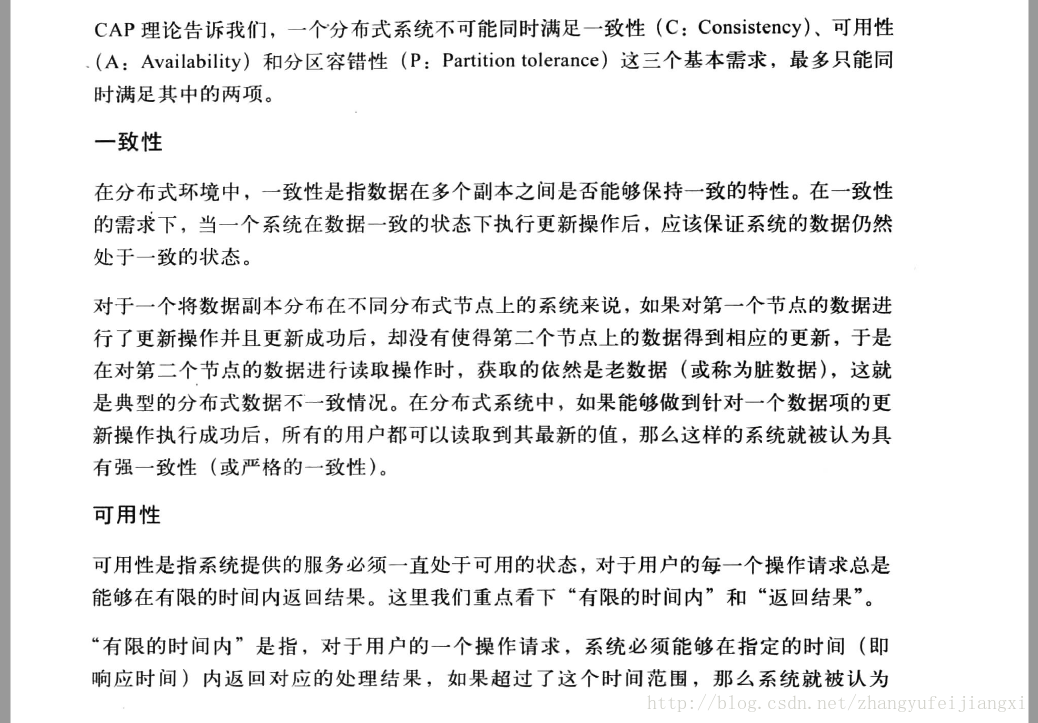 CAP 理论告诉我们，一个分布式系统不可能同时满足一致性（C：Consistency）、可用性
（A：Availability）和分区容错性（P：Partition tolerance）这三个基本需求，最多只能同
时满足其中的两项。
一致性
在分布式环境中，一致性是指数据在多个副本之间是否能够保持一致的特性。在一致性
的需求下，当一个系统在数据一致的状态下执行更新操作后，应该保证系统的数据仍然
处于一致的状态。
对于一个将数据副本分布在不同分布式节点上的系统来说，如果对第一个节点的数据进
行了更新操作并且更新成功后，却没有使得第二个节点上的数据得到相应的更新，于是
在对第二个节点的数据进行读取操作时，获取的依然是老数据（或称为脏数据），这就
是典型的分布式数据不一致情况。在分布式系统中，如果能够做到针对一个数据项的更
新操作执行成功后，所有的用户都可以读取到其最新的值，那么这样的系统就被认为具
有强一致性（或严格的一致性）。
可用性
可用性是指系统提供的服务必须一直处于可用的状态，对于用户的每一个操作请求总是
能够在有限的时间内返回结果。这里我们重点看下“有限的时间内”和“返回结果”。
“有限的时间内”是指，对于用户的一个操作请求，系统必须能够在指定的时间（即
响应时间）内返回对应的处理结果，如果超过了这个时间范围，那么系统就被认为
http://blog.csdn.net/zhangyufeijiangxi